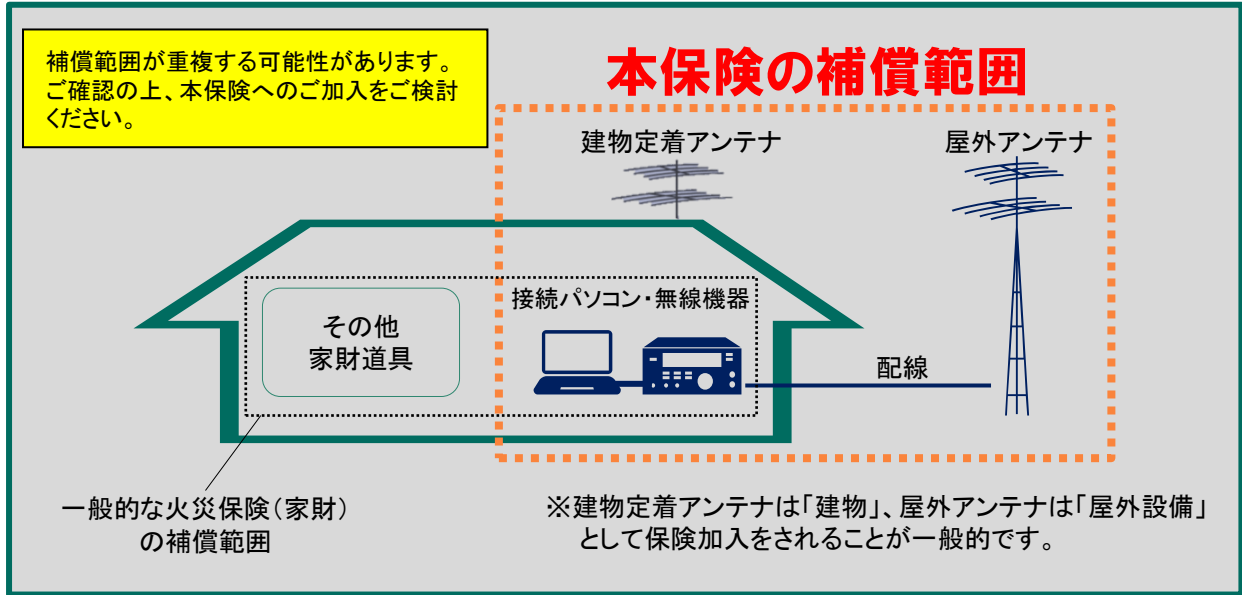 補償範囲が重複する可能性があります。
ご確認の上、本保険へのご加入をご検討
ください。
本保険の補償範囲
建物定着アンテナ
屋外アンテナ
接続パソコン・無線機器
その他
家財道具
配線
一般的な火災保険(家財)
の補償範囲
※建物定着アンテナは「建物」、屋外アンテナは「屋外設備」
として保険加入をされることが一般的です。